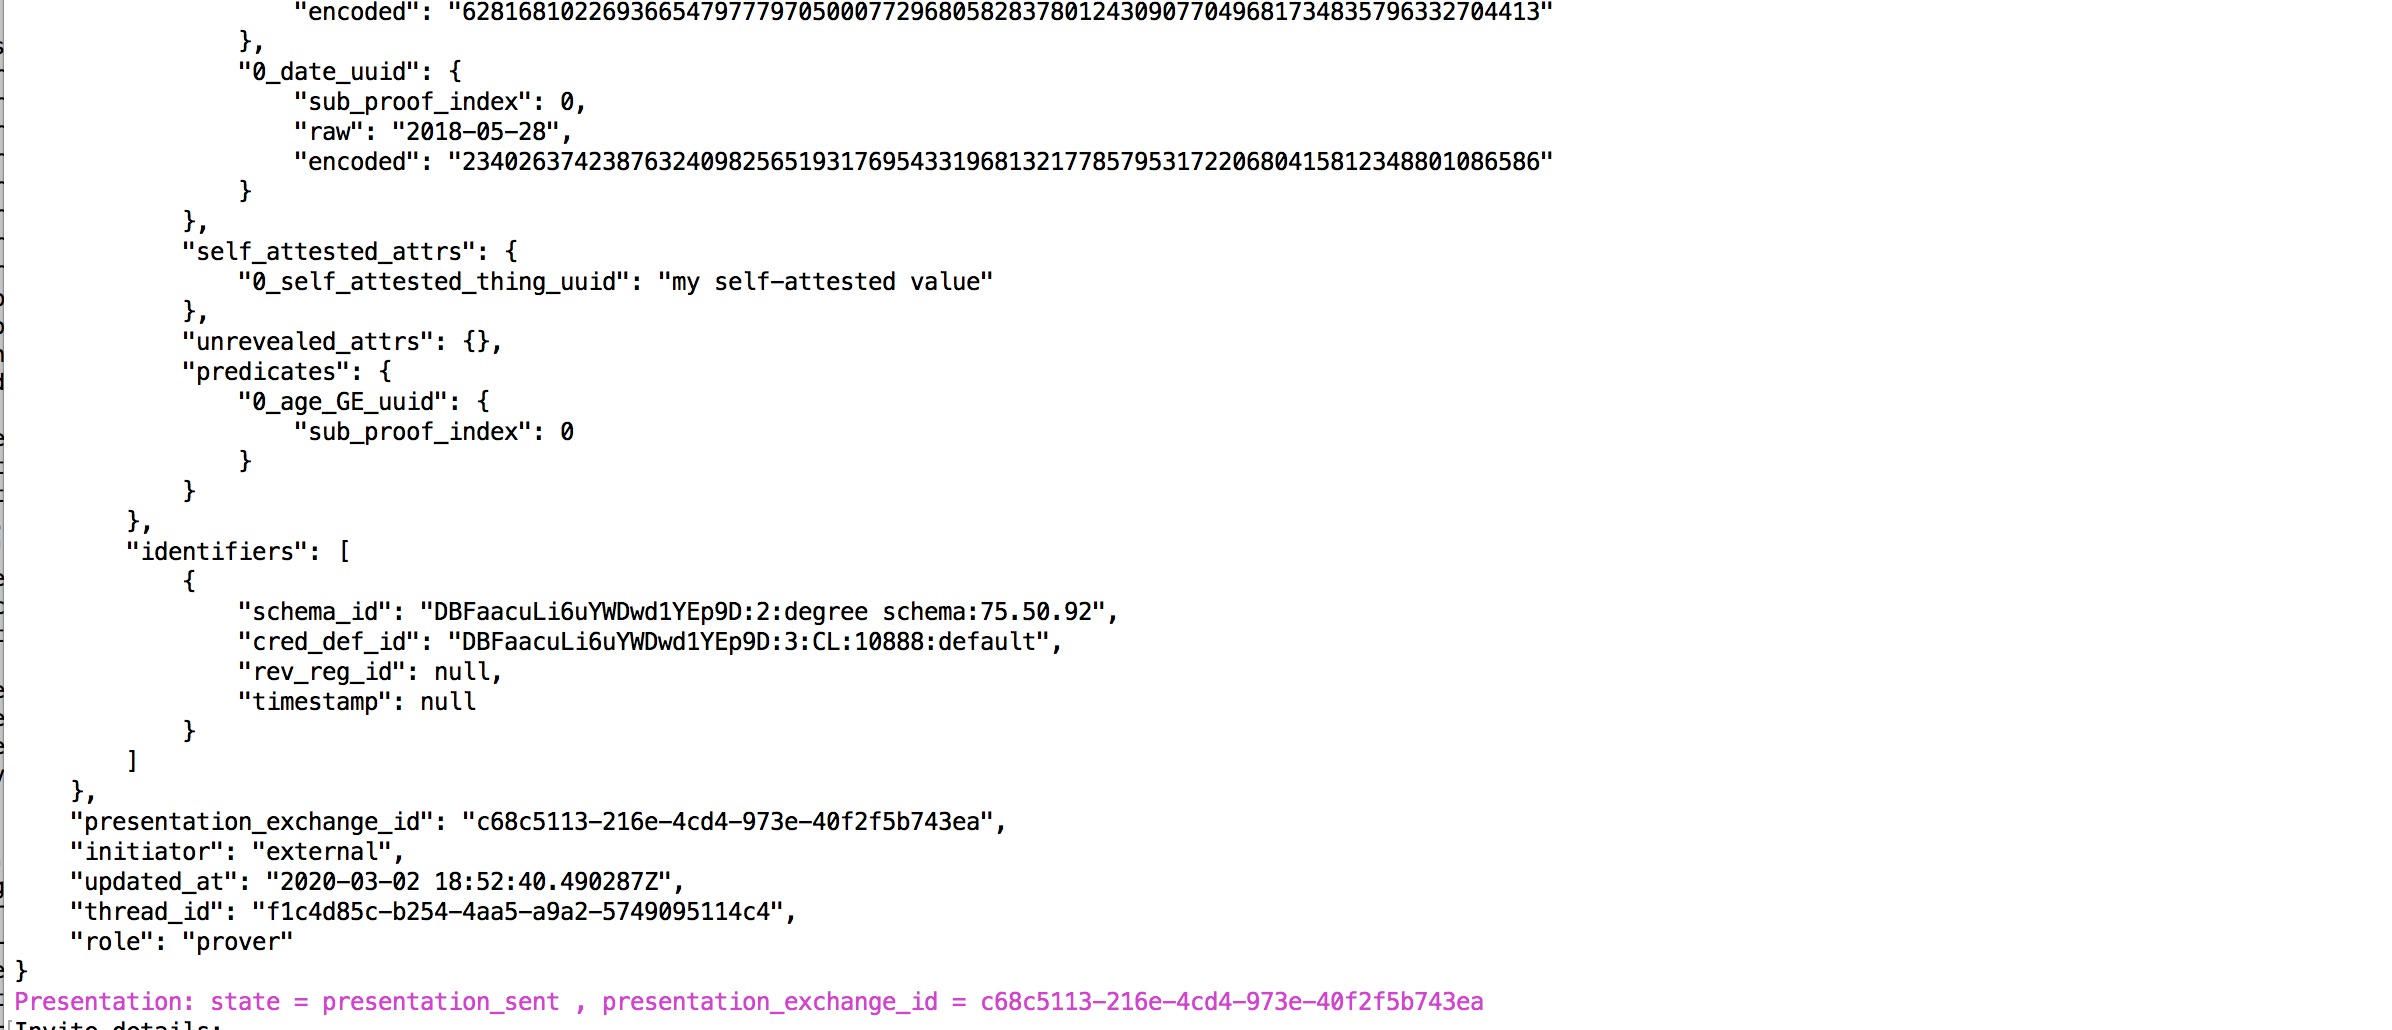 "encoded": "62816810226936654797779705000772968058283780124309077049681734835796332704413"
},
"0_date_uuid": {
"sub_proof_index": 0,
"raw": "2018-05-28",
"encoded": "23402637423876324098256519317695433196813217785795317220680415812348801086586"
}
},
"self_attested_attrs": {
"0_self_attested_thing_uuid": "my self-attested value"
},
"unrevealed_attrs": {},
"predicates": {
"0_age_GE_uuid": {
"sub_proof_index": 0
}
}
},
"identifiers": [
{
"schema_id": "DBFaacuLi6uYWDwd1YEp9D:2:degree schema:75.50.92",
"cred_def_id": "DBFaacuLi6uYWDwd1YEp9D:3:CL:10888:default",
"rev_reg_id": null,
"timestamp": null
}
]
},
"presentation_exchange_id": "c68c5113-216e-4cd4-973e-40f2f5b743ea",
"initiator": "external",
"updated_at": "2020-03-02 18:52:40.490287Z",
"thread_id": "f1c4d85c-b254-4aa5-a9a2-5749095114c4",
"role": "prover"
}
Presentation: state = presentation_sent , presentation_exchange_id = c68c5113-216e-4cd4-973e-40f2f5b743ea
Invite details: